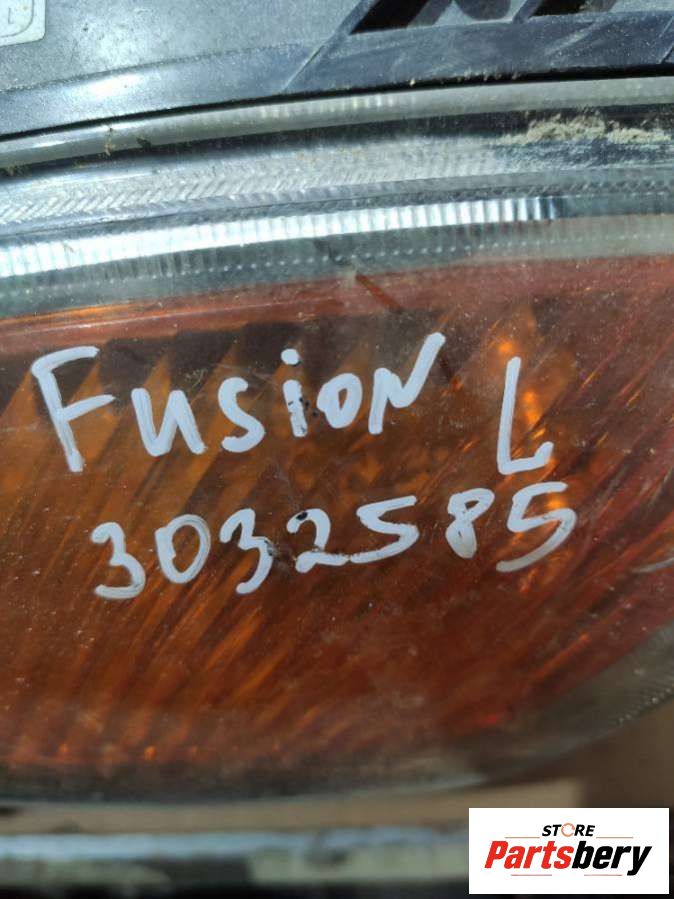 Fusion L
3032585
STORE
Partsbery